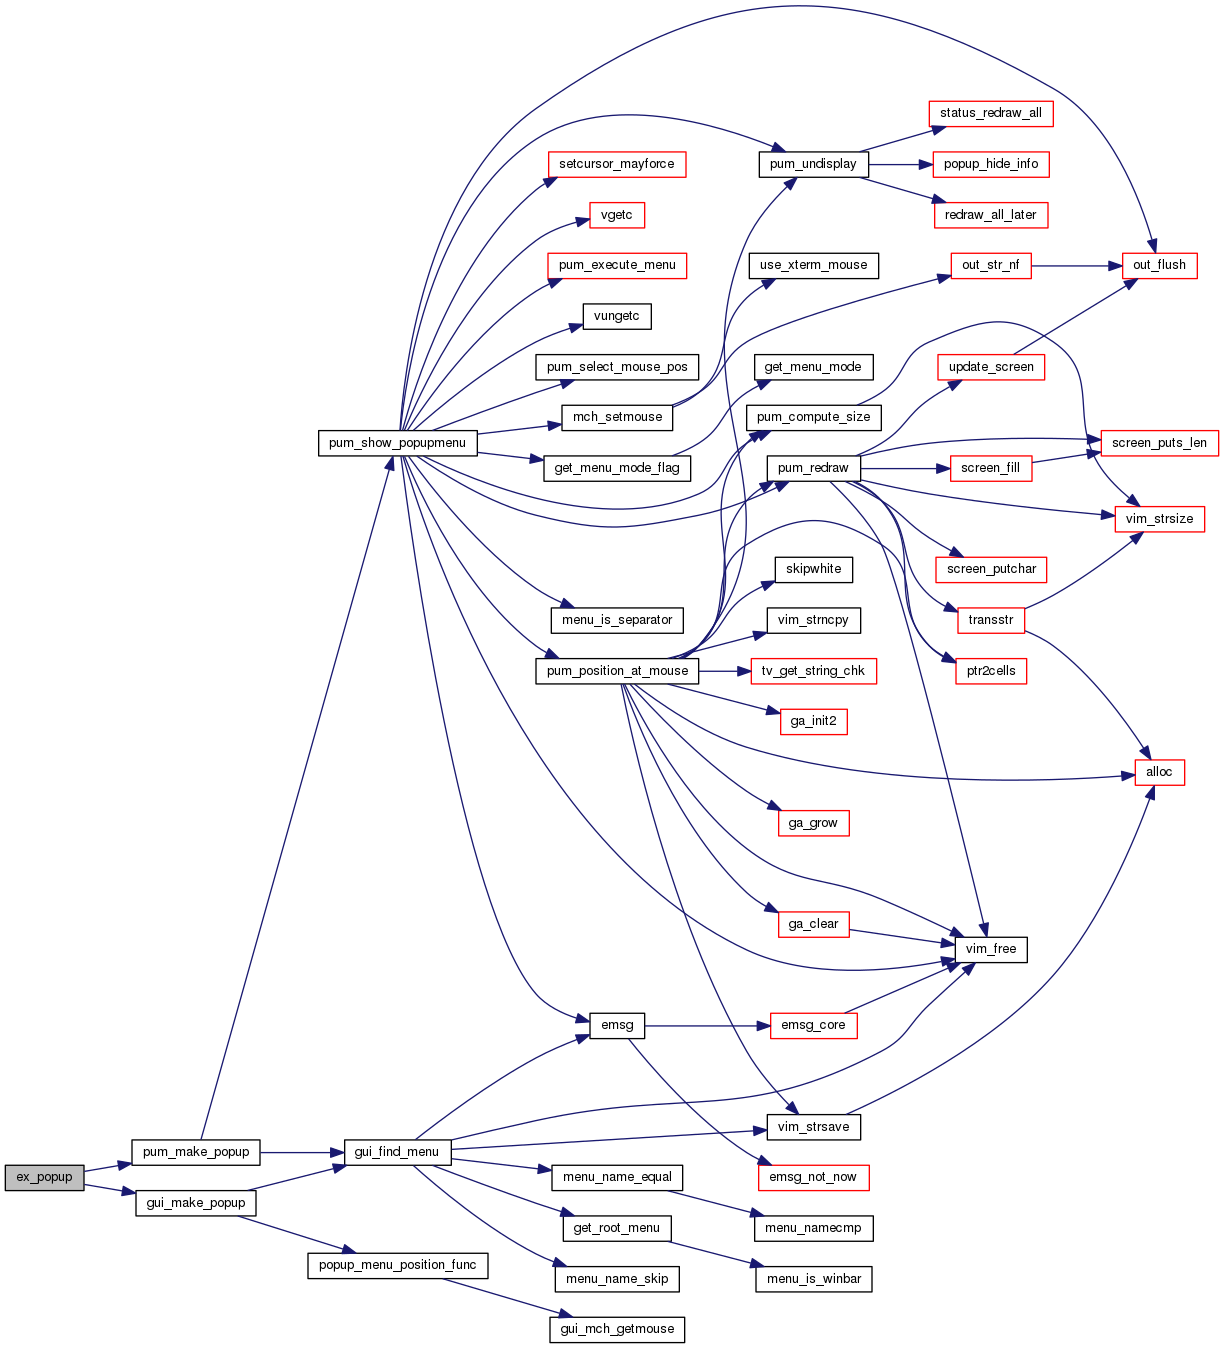 status_redraw_all
setcursor_mayforce
pum_undisplay
popup_hide_info
vgetc
redraw_all_later
pum_execute_menu
use_xterm_mouse
out_str_nf
out_flush
vungetc
pum_select_mouse_pos
get_menu_mode
update_screen
mch_setmouse
pum_compute_size
pum_show_popupmenu
screen_puts_len
get_menu_mode_flag
pum_redraw
screen_fill
vim_strsize
skipwhite
screen_putchar
menu_is_separator
vim_strncpy
transstr
pum_position_at_mouse
tv_get_string_chk
ptr2cells
ga_init2
alloc
ga_grow
ga_clear
vim_free
emsg
emsg_core
vim_strsave
pum_make_popup
gui_find_menu
ex_popup
menu_name_equal
emsg_not_now
gui_make_popup
get_root_menu
menu_namecmp
popup_menu_position_func
menu_name_skip
menu_is_winbar
gui_mch_getmouse